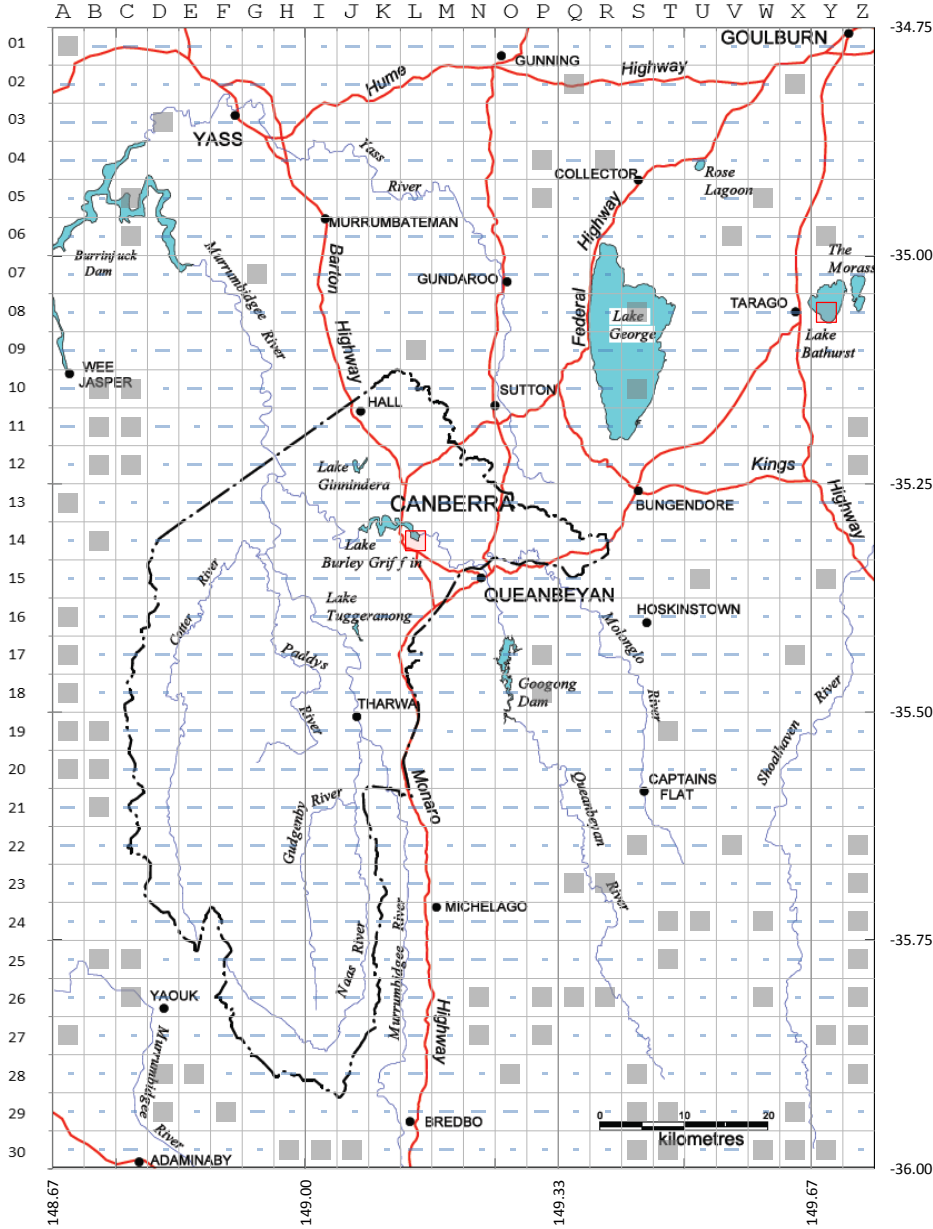 A B C D E F G H I J K L M N O P Q R S T U V W X Y Z
-34.75
01
GOULBURN
GUNNING
Hume
Highway
02
03
YASS
04
Yass
River
COLLECTOR
Rose
Lagoon
05
MURRUMBATEMAN
Highway
06
Burrinjuck
Dam
Murrumbidgee
River
-35.00
The
Morass
07
Barton
Highway
GUNDAROO
Federal
TARAGO
08
Lake
George
Lake
Bathurst
09
WEE
JASPER
10
HALL
SUTTON
11
12
Lake
Ginnindera
Kings
Highway
-35.25
13
CANBERRA
BUNGENDORE
14
Lake
Burley Griffin
15
River
Cotter
QUEANBEYAN
Lake
Tuggeranong
HOSKINSTOWN
16
Molonglo
River
17
Paddys
River
18
Googong
Dam
River
Shoalhaven
THARWA
-35.50
19
20
Monaro
CAPTAINS
FLAT
21
River
Gudgenby
Queanbeyan
River
22
23
24
MICHELAGO
River
Naas
River
Murrumbidgee
-35.75
25
26
YAOUK
Highway
27
Murrumbidgee
River
28
29
BREDBO
0 10 20
kilometres
30
ADAMINABY
-36.00
148.67 149.00 149.33 149.67